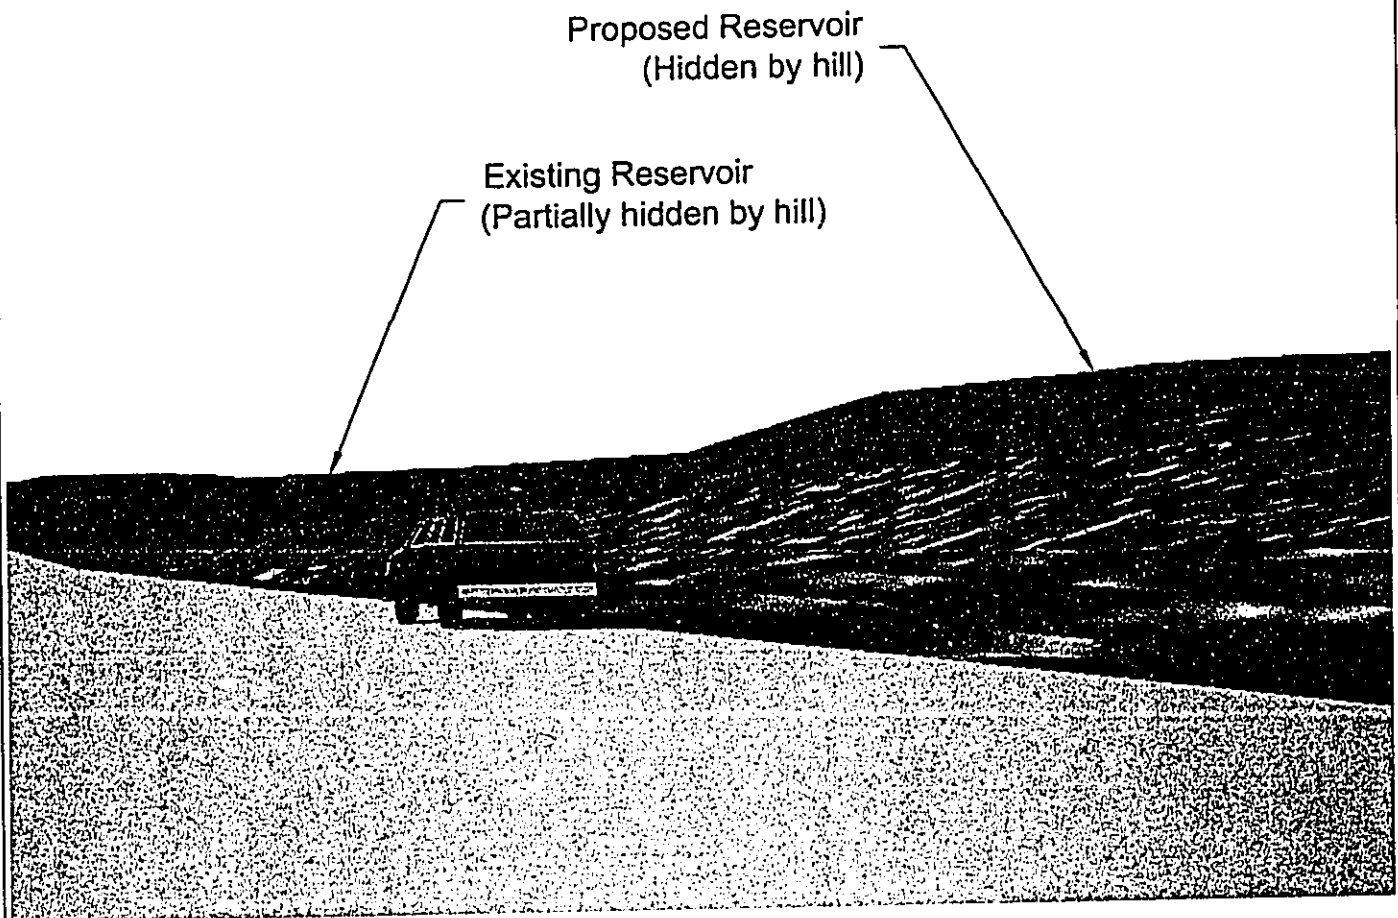 Proposed Reservoir
(Hidden by hill)
Existing Reservoir
(Partially hidden by hill)